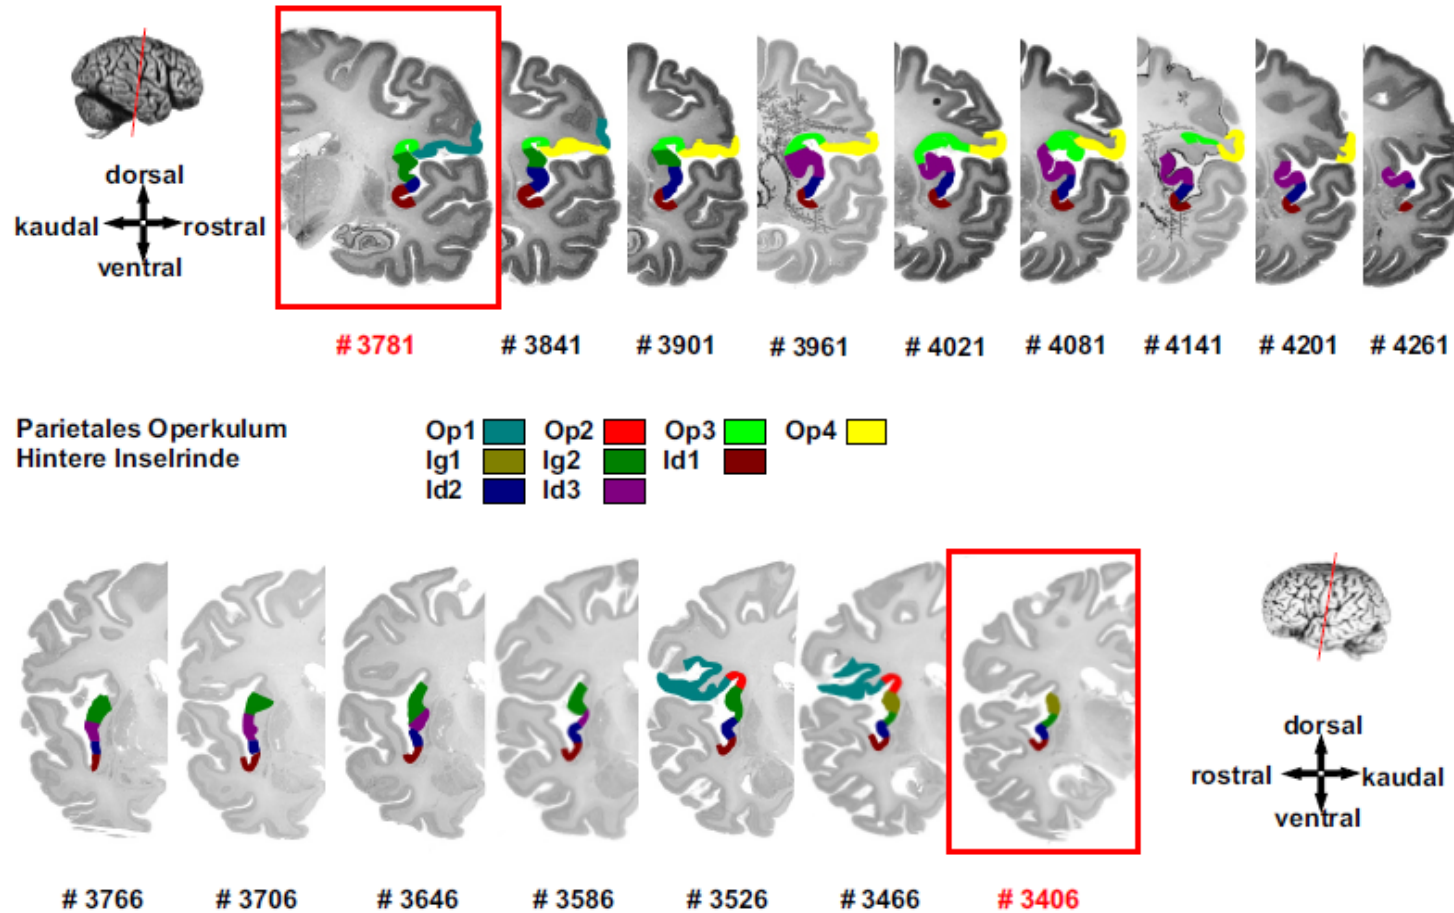 dorsal
kaudal rostral
ventral
# 3781 # 3841 # 3901 # 3961 # 4021 # 4081 # 4141 # 4201 # 4261
Parietales Operkulum
Hintere Inselrinde
Op1 Op2 Op3 Op4
Ig1 Ig2 Id1
Id2 Id3
dorsal
rostral kaudal
ventral
# 3766 # 3706 # 3646 # 3586 # 3526 # 3466 # 3406